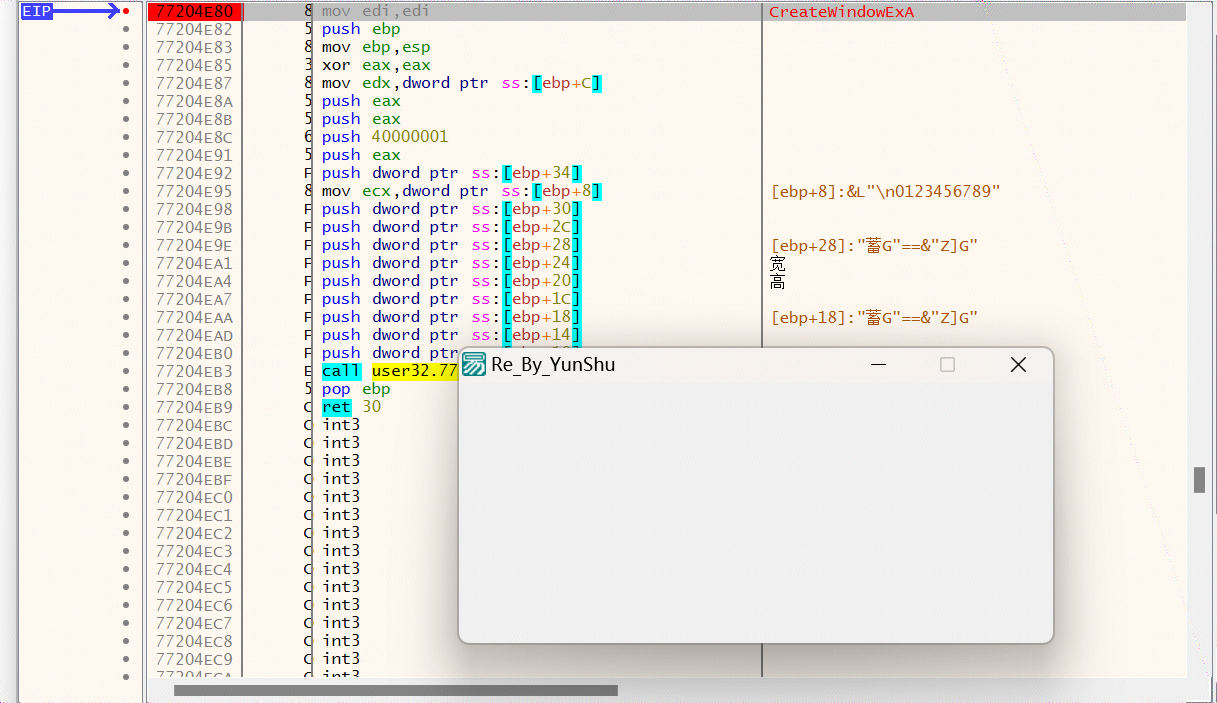 EIP 77204E80 8 mov edi,edi CreateWindowExA
77204E82 5 push ebp
77204E83 8 mov ebp,esp
77204E85 3 xor eax,eax
77204E87 8 mov edx,dword ptr ss:[ebp+C]
77204E8A 5 push eax
77204E8B 5 push eax
77204E8C 6 push 40000001
77204E91 5 push eax
77204E92 F push dword ptr ss:[ebp+34]
77204E95 8 mov ecx,dword ptr ss:[ebp+8] [ebp+8]:&L"\n0123456789"
77204E98 F push dword ptr ss:[ebp+30]
77204E9B F push dword ptr ss:[ebp+2C]
77204E9E F push dword ptr ss:[ebp+28] [ebp+28]:"蓄G"==&"Z]G"
77204EA1 F push dword ptr ss:[ebp+24] 宽
77204EA4 F push dword ptr ss:[ebp+20] 高
77204EA7 F push dword ptr ss:[ebp+1C]
77204EAA F push dword ptr ss:[ebp+18] [ebp+18]:"蓄G"==&"Z]G"
77204EAD F push dword ptr ss:[ebp+14]
77204EB0 F push dword ptr
77204EB3 E call user32.77
77204EB8 5 pop ebp
77204EB9 C ret 30
77204EBC C int3
77204EBD C int3
77204EBE C int3
77204EBF C int3
77204EC0 C int3
77204EC1 C int3
77204EC2 C int3
77204EC3 C int3
77204EC4 C int3
77204EC5 C int3
77204EC6 C int3
77204EC7 C int3
77204EC8 C int3
77204EC9 C int3
77204ECA C int3
Re_By_YunShu